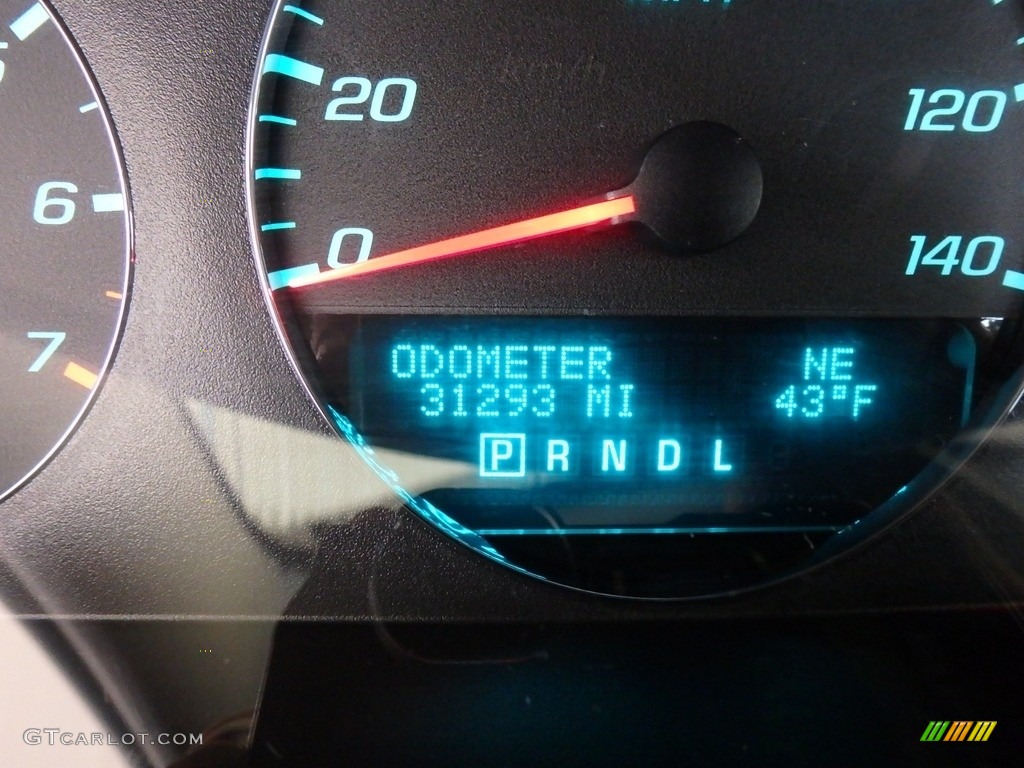 20
120
6
0
140
7
ODOMETER NE
31293 MI 43°F
P R N D L
GTCARLOT.COM